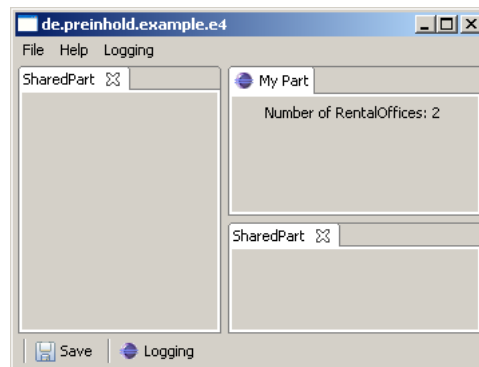 de.preinhold.example.e4
File Help Logging
SharedPart
My Part
Number of RentalOffices: 2
SharedPart
Save Logging